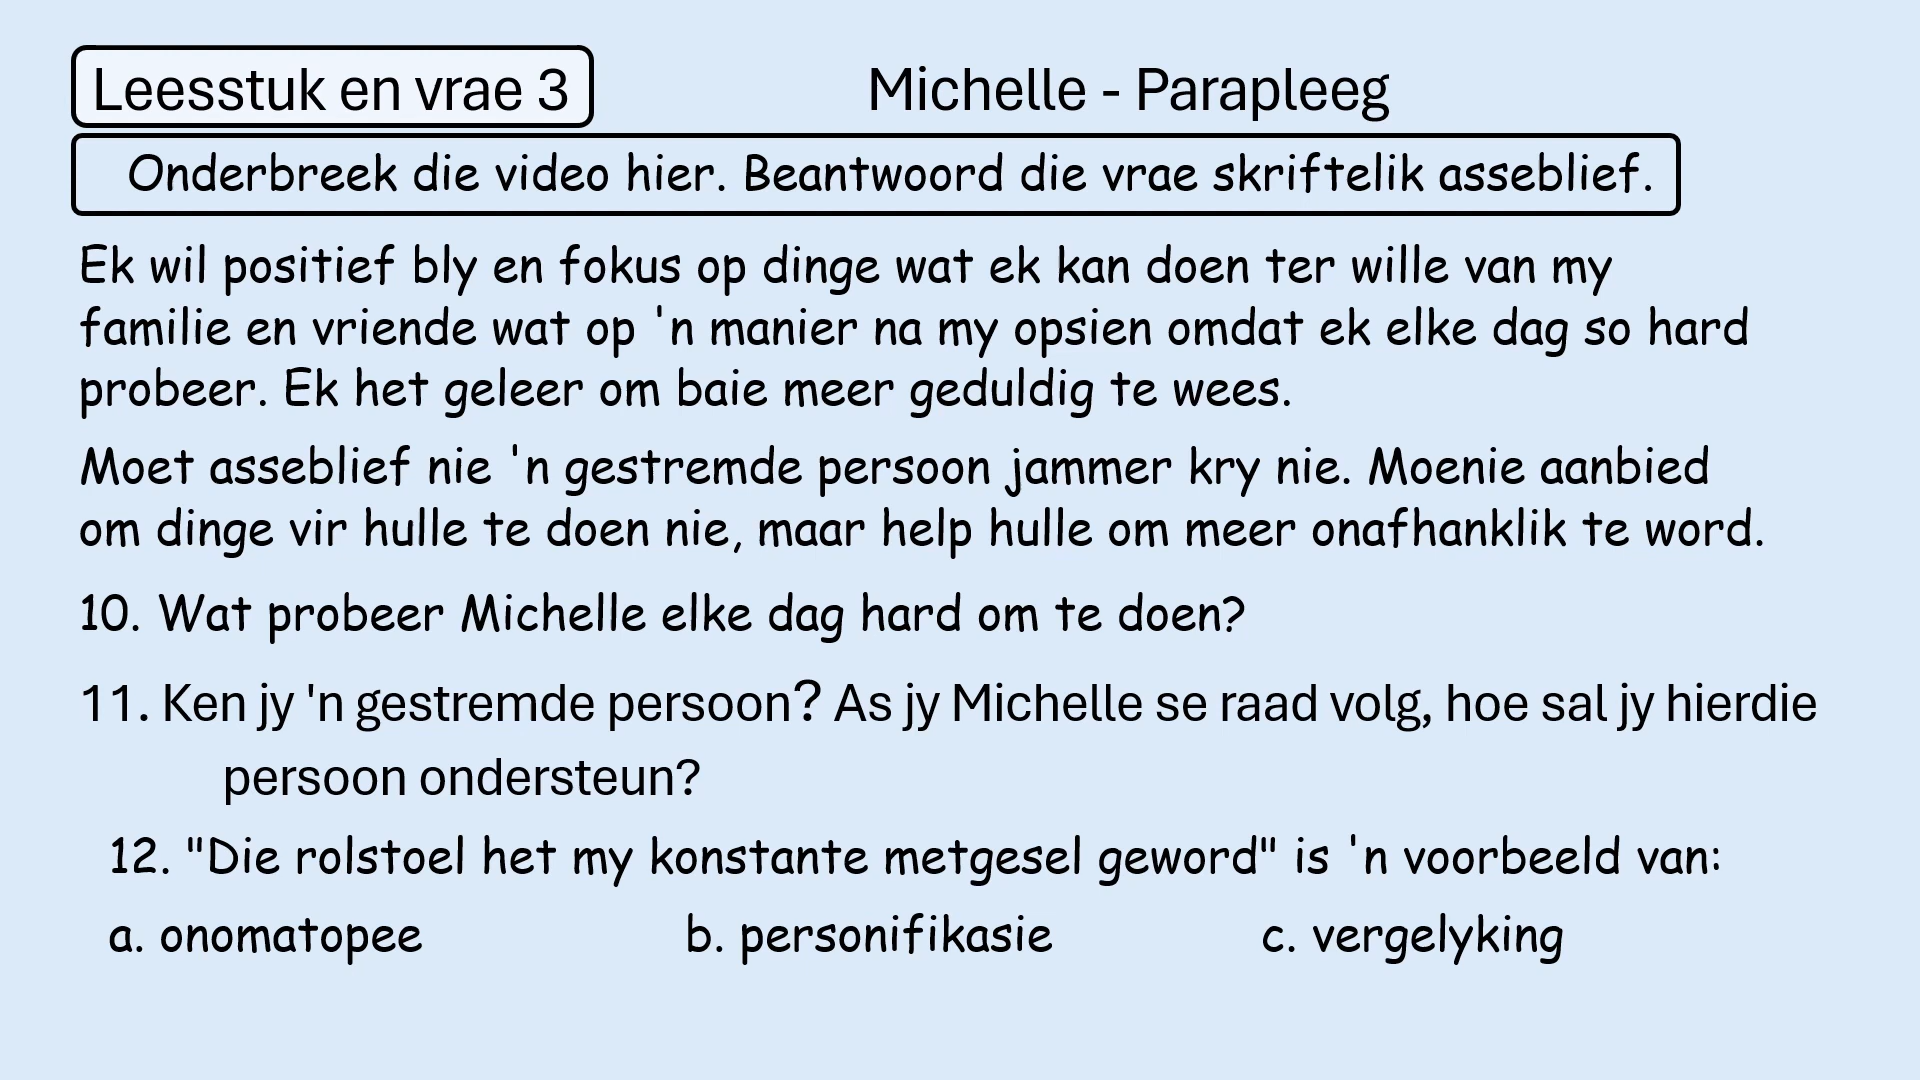 Leesstuk en vrae 3
Michelle - Parapleeg
Onderbreek die video hier. Beantwoord die vrae skriftelik asseblief.
Ek wil positief bly en fokus op dinge wat ek kan doen ter wille van my
familie en vriende wat op 'n manier na my opsien omdat ek elke dag so hard
probeer. Ek het geleer om baie meer geduldig te wees.
Moet asseblief nie 'n gestremde persoon jammer kry nie. Moenie aanbied
om dinge vir hulle te doen nie, maar help hulle om meer onafhanklik te word.
10. Wat probeer Michelle elke dag hard om te doen?
11. Ken jy 'n gestremde persoon? As jy Michelle se raad volg, hoe sal jy hierdie
persoon ondersteun?
12. "Die rolstoel het my konstante metgesel geword" is 'n voorbeeld van:
a. onomatopee b. personifikasie c. vergelyking